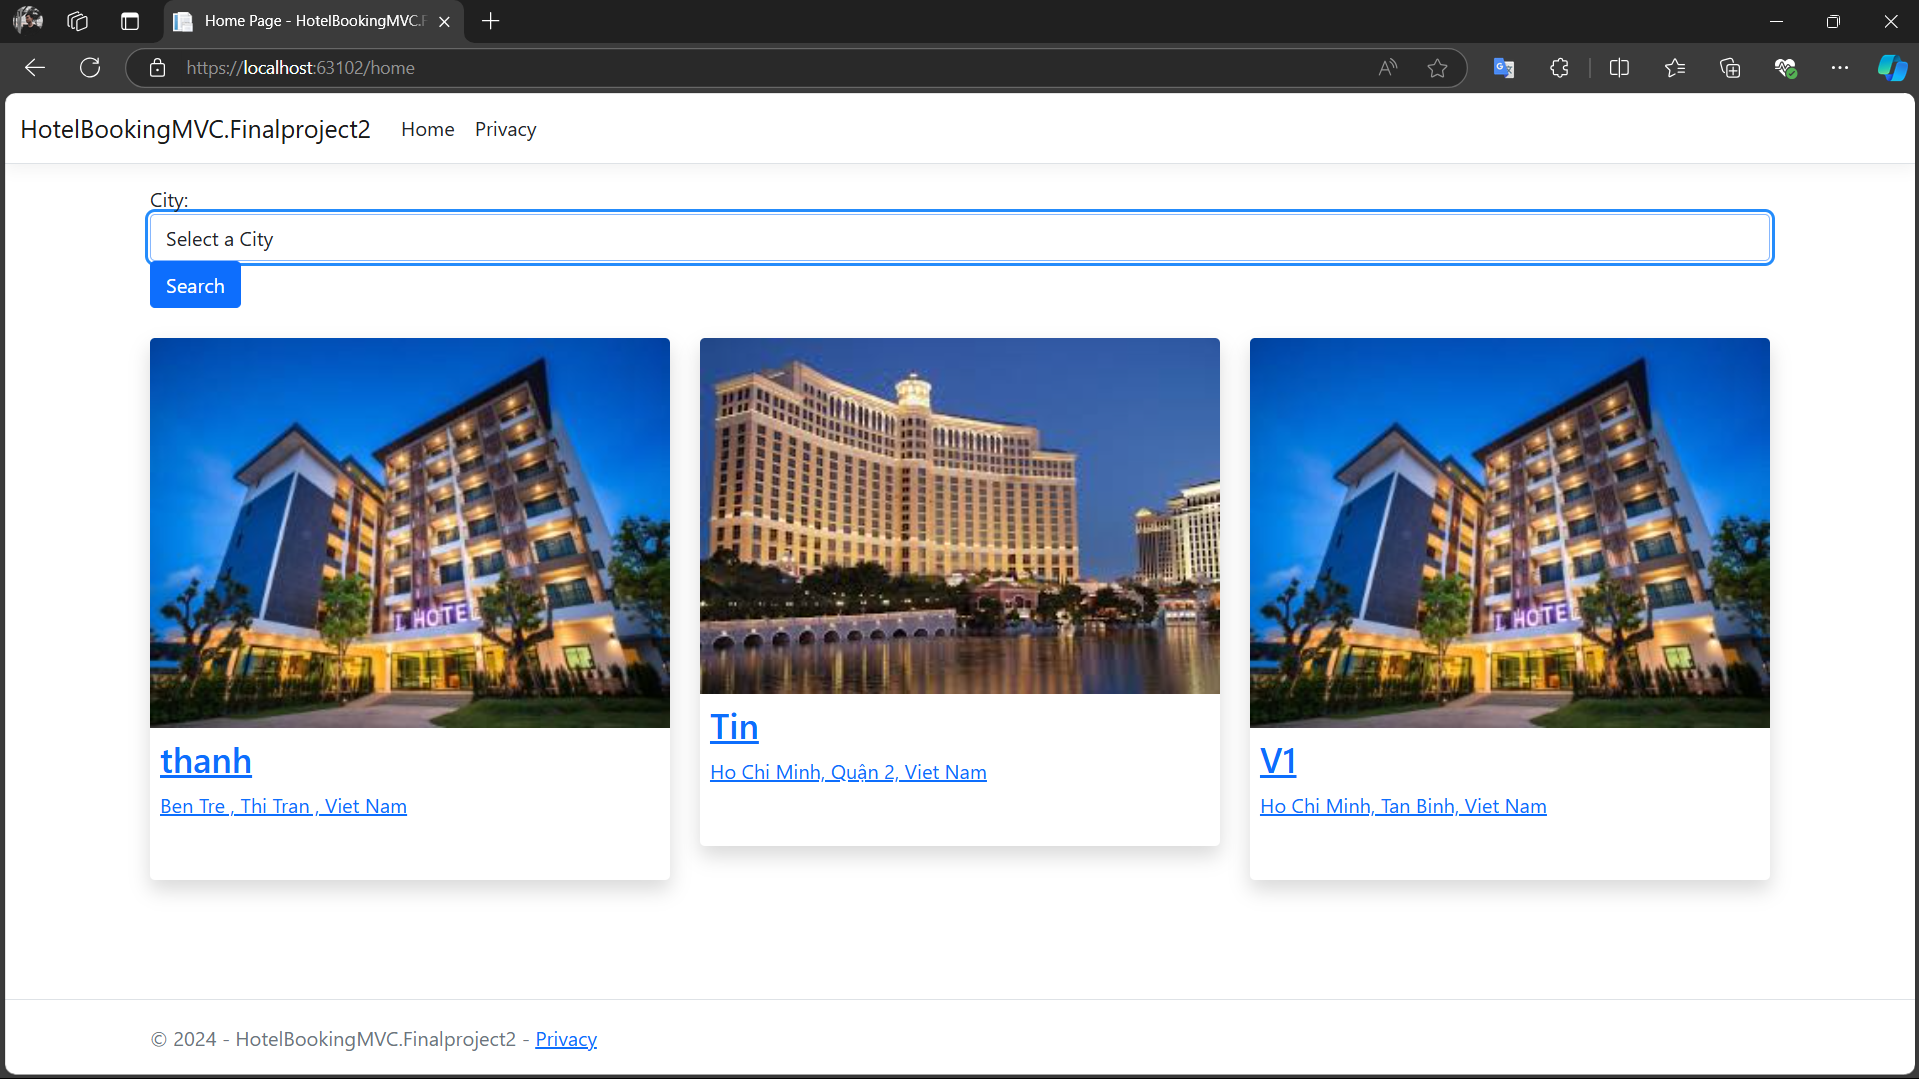 Home Page - HotelBookingMVC.F
https://localhost:63102/home
HotelBookingMVC.Finalproject2 Home Privacy
City:
Select a City
Search
I HOTEL
I HOTEL
thanh
Ben Tre , Thi Tran , Viet Nam
Tin
Ho Chi Minh, Quận 2, Viet Nam
V1
Ho Chi Minh, Tan Binh, Viet Nam
© 2024 - HotelBookingMVC.Finalproject2 - Privacy